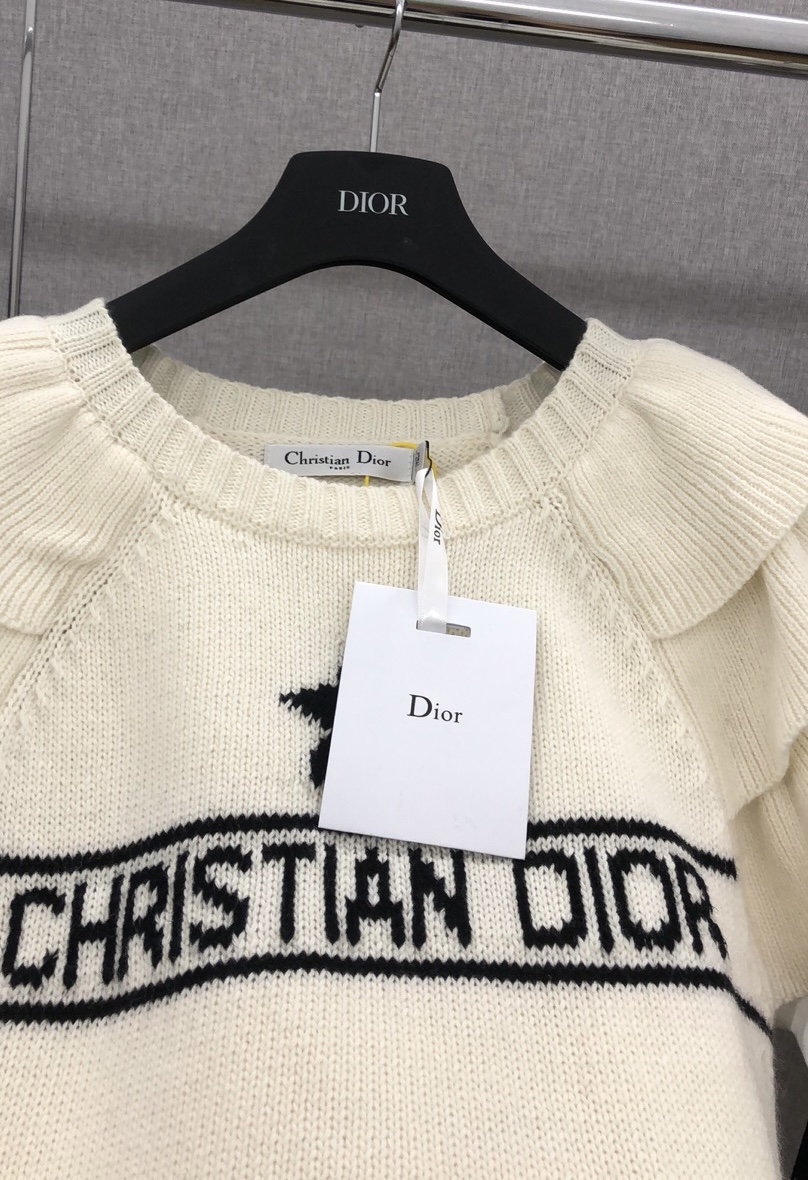 DIOR
Christian Dior
PARIS
Dior
Dior
CHRISTIAN DIOR